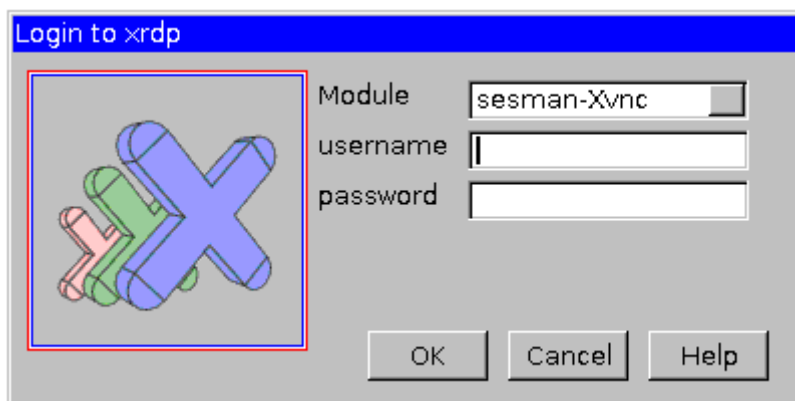 Login to xrdp
Module sesman-Xvnc
username
password
OK Cancel Help